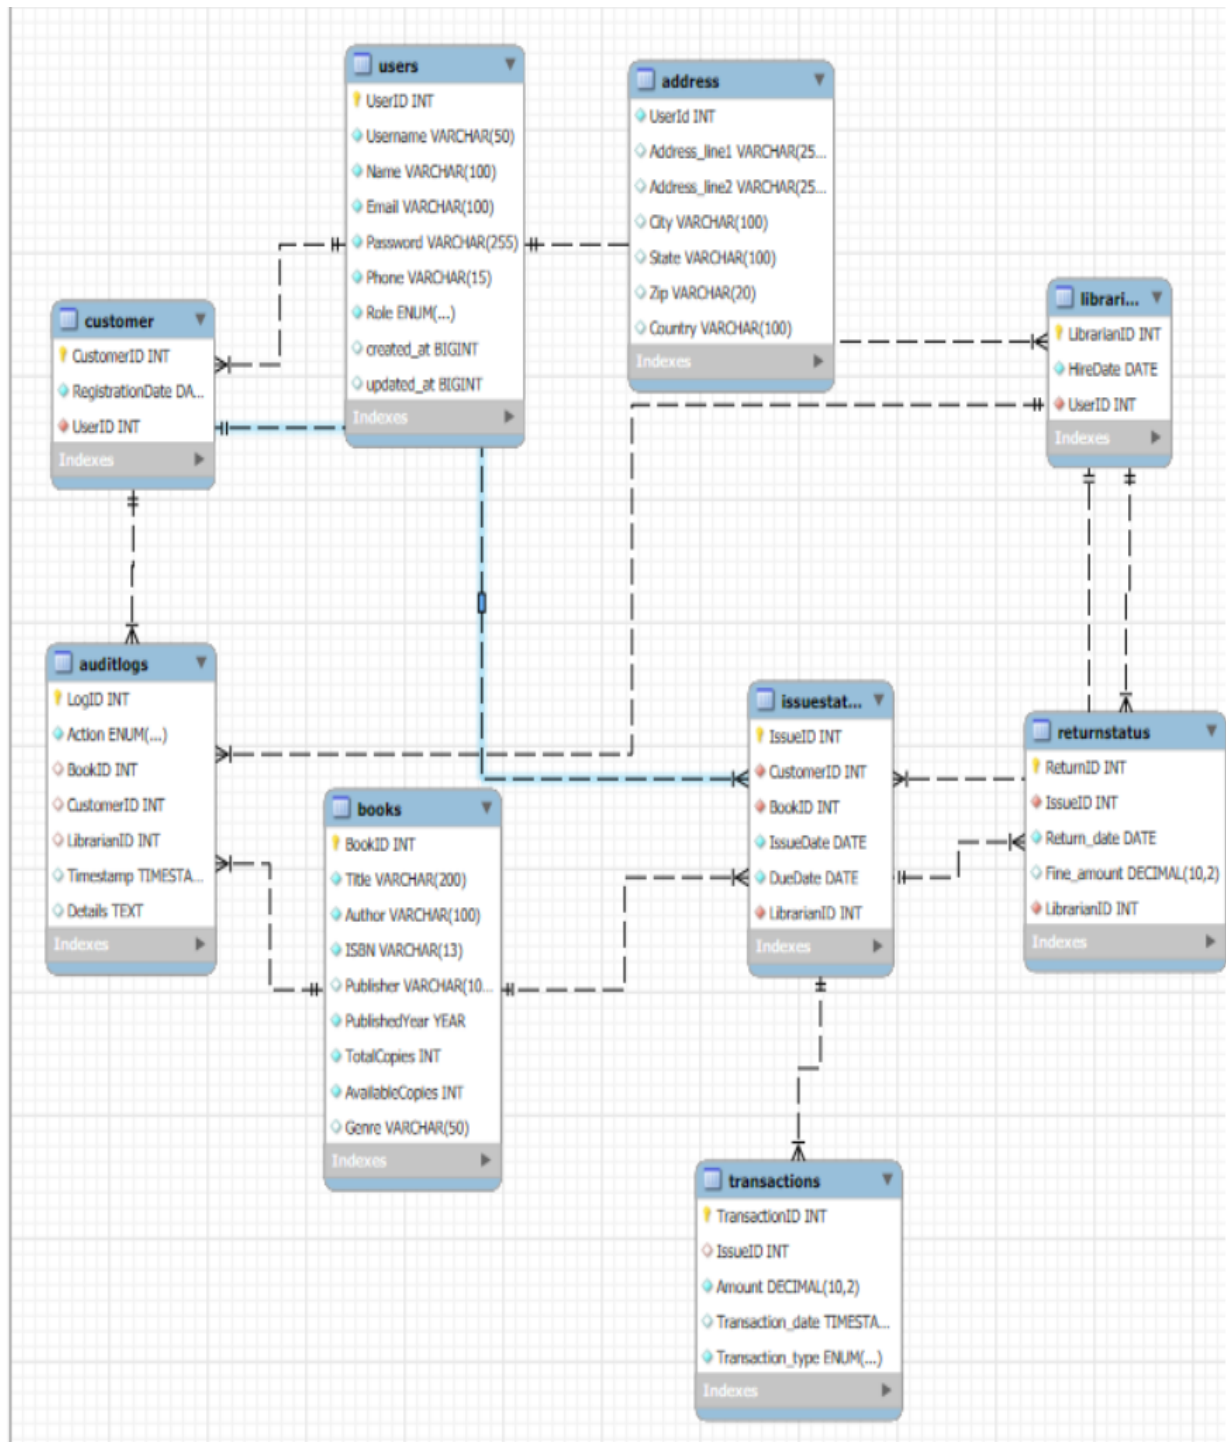 users
UserID INT
Username VARCHAR(50)
Name VARCHAR(100)
Email VARCHAR(100)
Password VARCHAR(255)
Phone VARCHAR(15)
Role ENUM(...)
created_at BIGINT
updated_at BIGINT
Indexes
address
UserId INT
Address_line1 VARCHAR(25...
Address_line2 VARCHAR(25...
City VARCHAR(100)
State VARCHAR(100)
Zip VARCHAR(20)
Country VARCHAR(100)
Indexes
librari...
LibrarianID INT
HireDate DATE
UserID INT
Indexes
customer
CustomerID INT
RegistrationDate DA...
UserID INT
Indexes
auditlogs
LogID INT
Action ENUM(...)
BookID INT
CustomerID INT
LibrarianID INT
Timestamp TIMESTA...
Details TEXT
Indexes
books
BookID INT
Title VARCHAR(200)
Author VARCHAR(100)
ISBN VARCHAR(13)
Publisher VARCHAR(10...
PublishedYear YEAR
TotalCopies INT
AvailableCopies INT
Genre VARCHAR(50)
Indexes
issuestat...
IssueID INT
CustomerID INT
BookID INT
IssueDate DATE
DueDate DATE
LibrarianID INT
Indexes
returnstatus
ReturnID INT
IssueID INT
Return_date DATE
Fine_amount DECIMAL(10,2)
LibrarianID INT
Indexes
transactions
TransactionID INT
IssueID INT
Amount DECIMAL(10,2)
Transaction_date TIMESTA...
Transaction_type ENUM(...)
Indexes